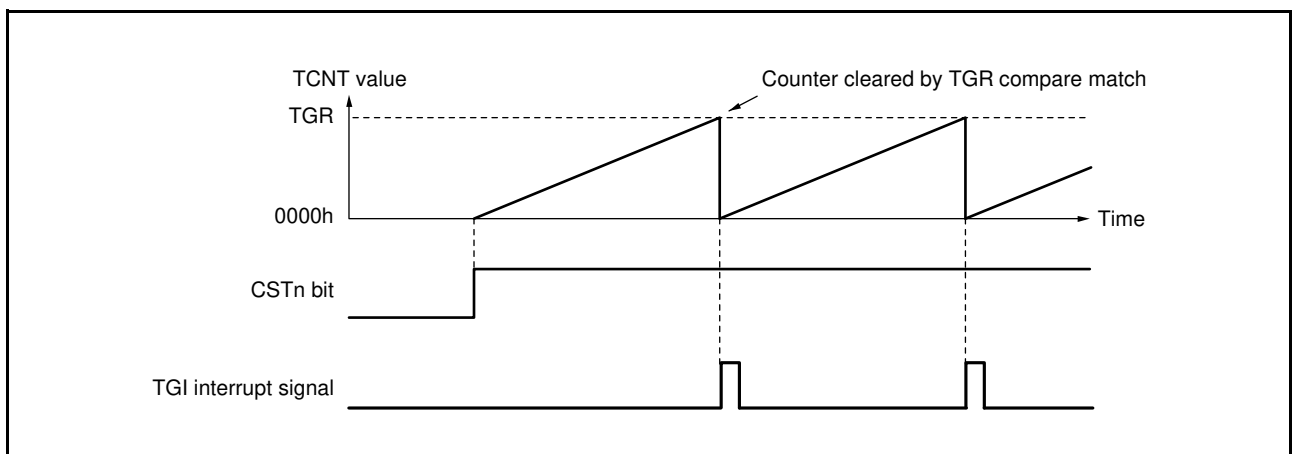 TCNT value
Counter cleared by TGR compare match
TGR
0000h
Time
CSTn bit
TGI interrupt signal